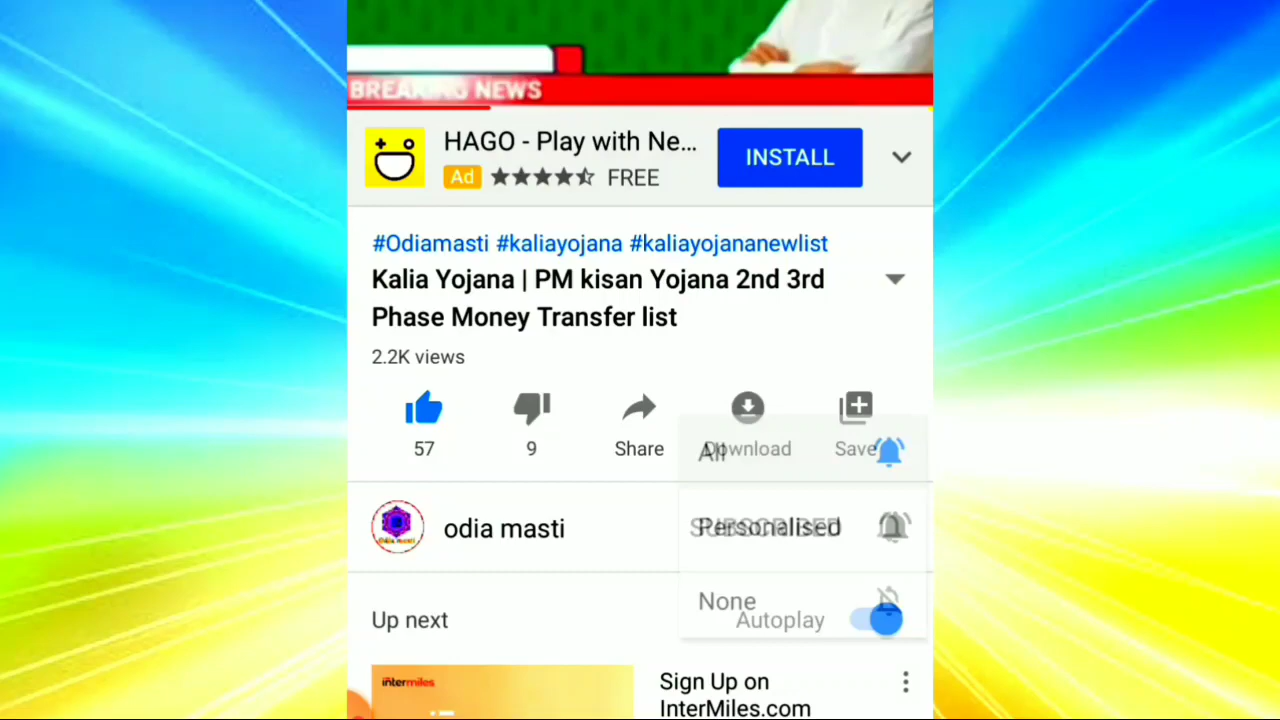 BREAKING NEWS
HAGO - Play with Ne...
INSTALL
Ad
FREE
#Odiamasti #kaliayojana #kaliayojananewlist
Kalia Yojana | PM kisan Yojana 2nd 3rd
Phase Money Transfer list
2.2K views
57
9
Share
Download
Save
All
odia masti
SUBSCRIBED
Personalised
None
Up next
Autoplay
intermiles
Sign Up on
InterMiles.com